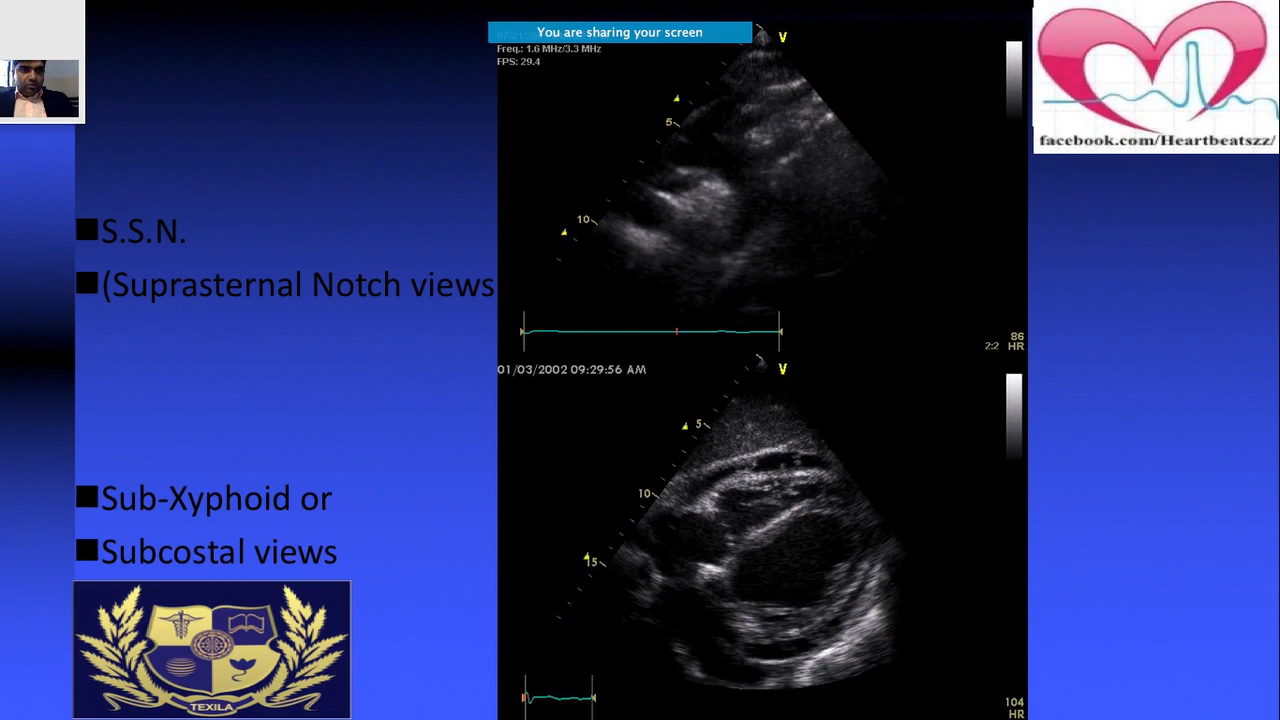 You are sharing your screen
Freq.: 1.6 MHz/3.3 MHz
FPS: 29.4
V
5
10
86
2:2 HR
facebook.com/Heartbeatszz/
S.S.N.
(Suprasternal Notch views
01/03/2002 09:29:56 AM
V
5
10
15
104
HR
Sub-Xyphoid or
Subcostal views
TEXILA